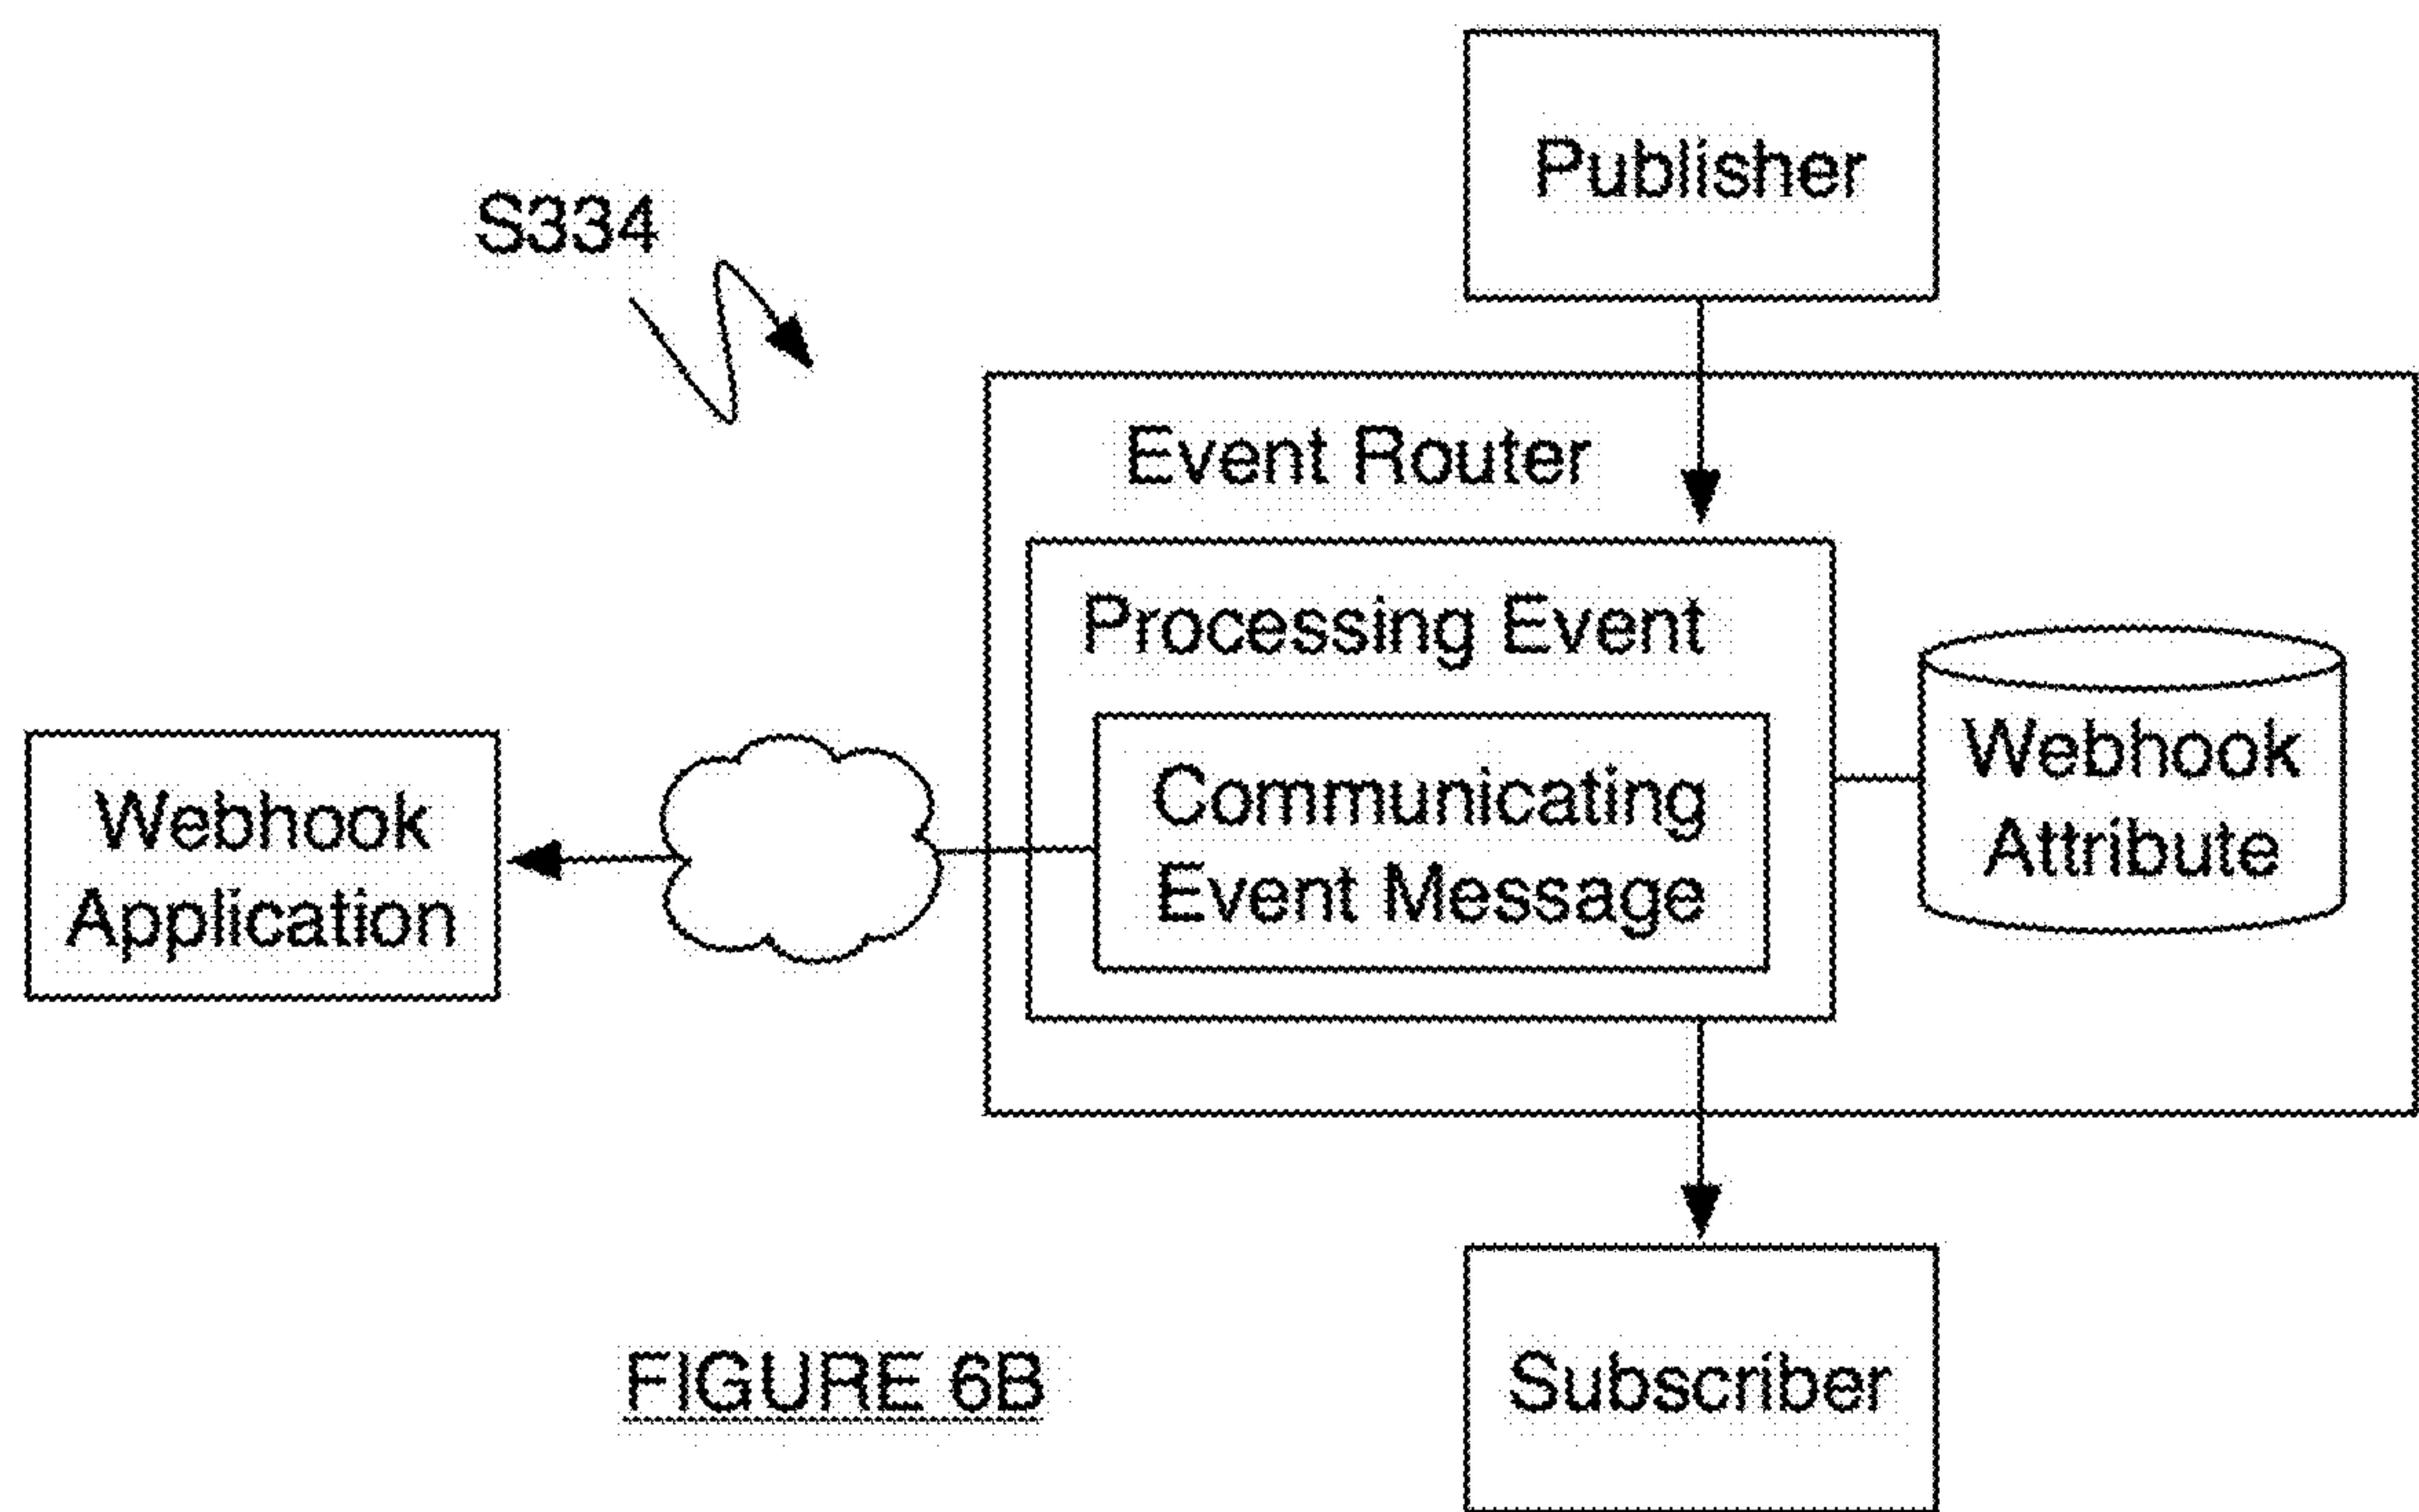 Publisher
S334
Event Router
Processing Event
Communicating
Event Message
Webhook
Attribute
Webhook
Application
Subscriber
FIGURE 6B